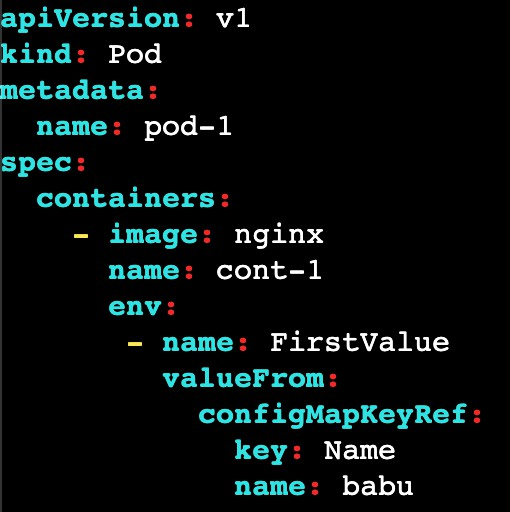 apiVersion: v1
kind: Pod
metadata:
  name: pod-1
spec:
  containers:
    - image: nginx
      name: cont-1
      env:
       - name: FirstValue
         valueFrom:
           configMapKeyRef:
             key: Name
             name: babu